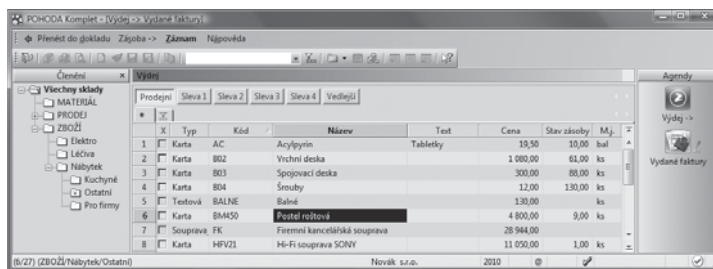 POHODA Komplet - [Výdej -> Vydané faktury]
Přenést do dokladu Zásoba -> Záznam Nápověda
Členění × Výdej Agendy
Všechny sklady
MATERIÁL
PRODEJ
ZBOŽÍ
Elektro
Léčiva
Nábytek
Kuchyně
Ostatní
Pro firmy
Prodejní Sleva 1 Sleva 2 Sleva 3 Sleva 4 Vedlejší
X Typ Kód Název Text Cena Stav zásoby M.j.
1 Karta AC Acylpyrin Tabletky 19,50 10,00 bal
2 Karta 802 Vrchní deska 1 080,00 61,00 ks
3 Karta 803 Spojovací deska 300,00 88,00 ks
4 Karta 804 Šrouby 12,00 130,00 ks
5 Textová BALNE Balné 130,00 ks
6 Karta BM450 Postel roštová 4 800,00 9,00 ks
7 Souprava FK Firemní kancelářská souprava 28 944,00
8 Karta HFV21 Hi-Fi souprava SONY 11 050,00 1,00 ks
Výdej ->
Vydané faktury
(6/27) (ZBOŽÍ/Nábytek/Ostatní) Novák s.r.o. 2010 @